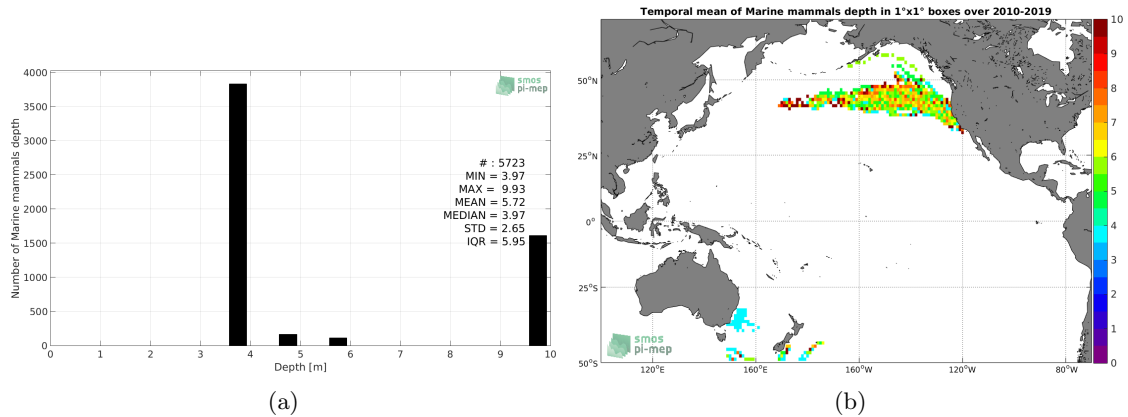 4000
3500
3000
2500
2000
1500
1000
500
0
Number of Marine mammals depth
smos
pi-mep
# : 5723
MIN = 3.97
MAX = 9.93
MEAN = 5.72
MEDIAN = 3.97
STD = 2.65
IQR = 5.95
0 1 2 3 4 5 6 7 8 9 10
Depth [m]
(a)
Temporal mean of Marine mammals depth in 1°x1° boxes over 2010-2019
50°N
25°N
0°
25°S
50°S
smos
pi-mep
120°E 160°E 160°W 120°W 80°W
10
9
8
7
6
5
4
3
2
1
0
(b)